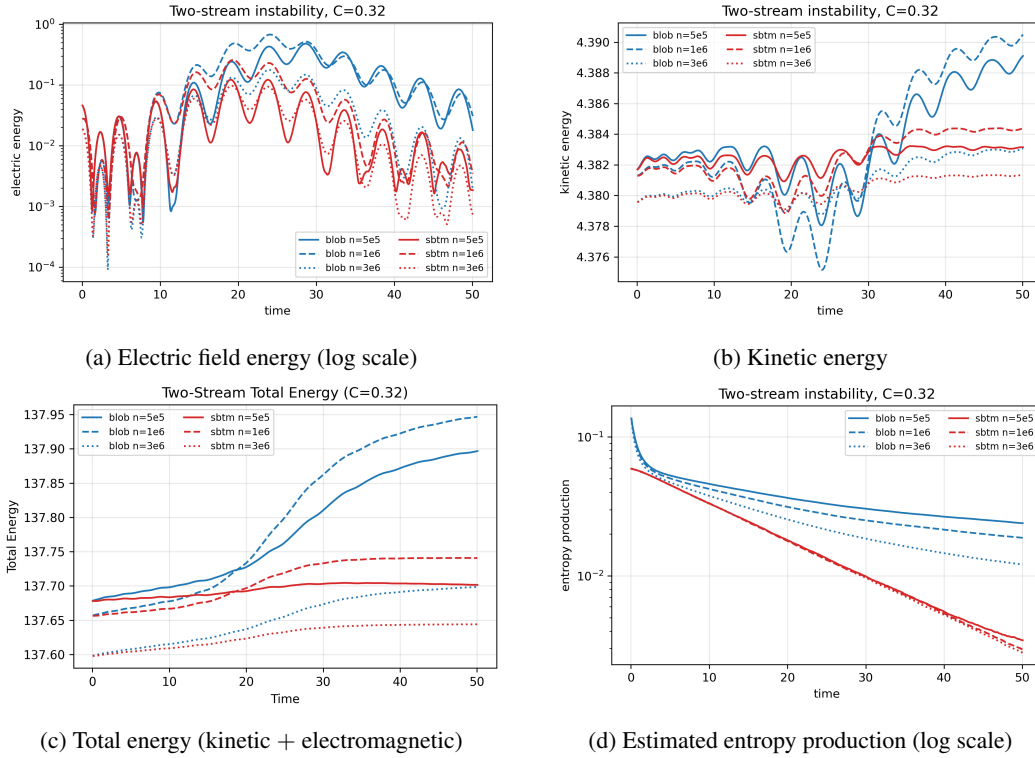 Two-stream instability, C=0.32
electric energy
10⁰
10⁻¹
10⁻²
10⁻³
10⁻⁴
blob n=5e5
blob n=1e6
blob n=3e6
sbtm n=5e5
sbtm n=1e6
sbtm n=3e6
0 10 20 30 40 50
time
(a) Electric field energy (log scale)
Two-stream instability, C=0.32
kinetic energy
4.390
4.388
4.386
4.384
4.382
4.380
4.378
4.376
blob n=5e5
blob n=1e6
blob n=3e6
sbtm n=5e5
sbtm n=1e6
sbtm n=3e6
0 10 20 30 40 50
time
(b) Kinetic energy
Two-Stream Total Energy (C=0.32)
Total Energy
137.95
137.90
137.85
137.80
137.75
137.70
137.65
137.60
blob n=5e5
blob n=1e6
blob n=3e6
sbtm n=5e5
sbtm n=1e6
sbtm n=3e6
0 10 20 30 40 50
Time
(c) Total energy (kinetic + electromagnetic)
Two-stream instability, C=0.32
entropy production
10⁻¹
10⁻²
blob n=5e5
blob n=1e6
blob n=3e6
sbtm n=5e5
sbtm n=1e6
sbtm n=3e6
0 10 20 30 40 50
time
(d) Estimated entropy production (log scale)